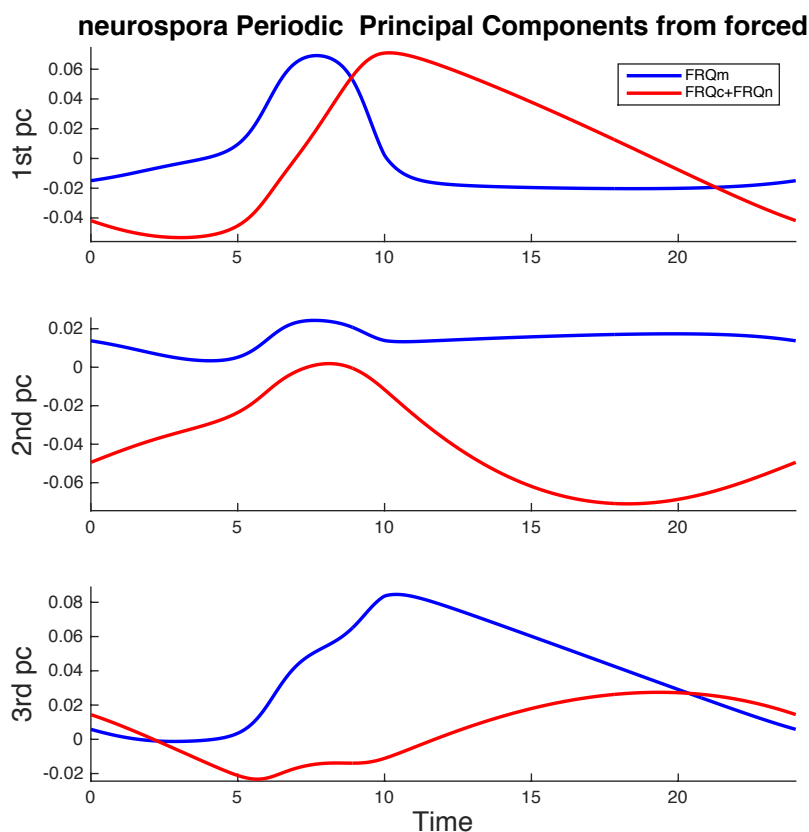 neurospora Periodic  Principal Components from forced
FRQm
FRQc+FRQn
1st pc
0.06
0.04
0.02
0
-0.02
-0.04
0 5 10 15 20
2nd pc
0.02
0
-0.02
-0.04
-0.06
0 5 10 15 20
3rd pc
0.08
0.06
0.04
0.02
0
-0.02
0 5 10 15 20
Time